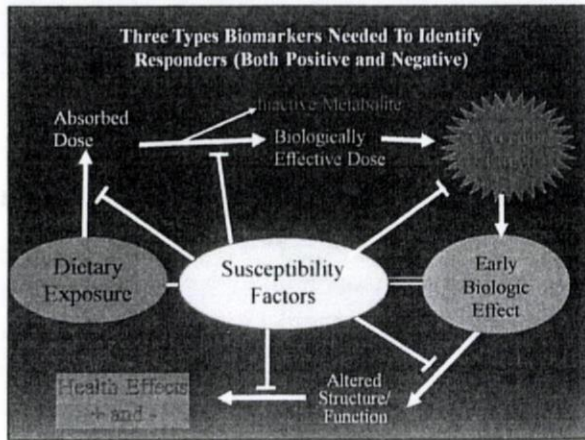 Three Types Biomarkers Needed To Identify
Responders (Both Positive and Negative)
Inactive Metabolite
Absorbed
Dose
Biologically
Effective Dose
Dietary
Exposure
Susceptibility
Factors
Early
Biologic
Effect
Health Effects
+ and -
Altered
Structure/
Function